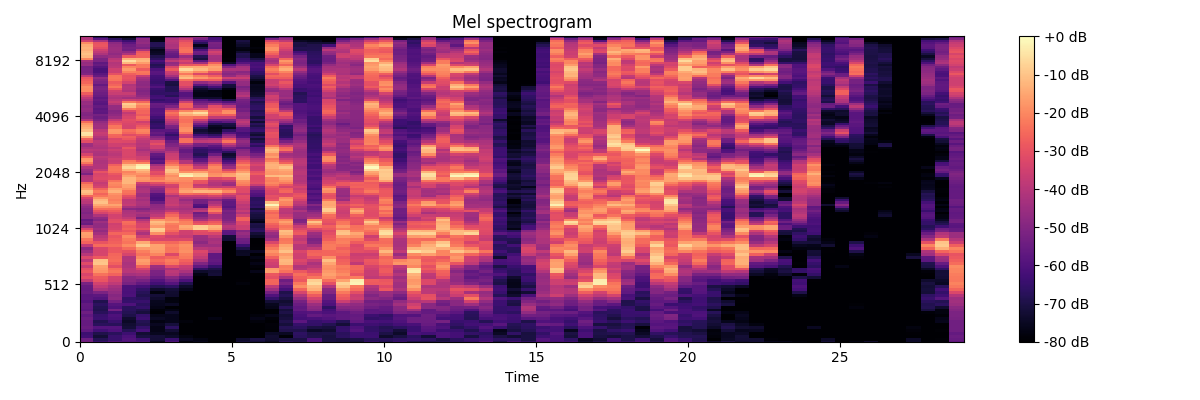 Mel spectrogram
Hz
8192
4096
2048
1024
512
0
0 5 10 15 20 25
Time
+0 dB
-10 dB
-20 dB
-30 dB
-40 dB
-50 dB
-60 dB
-70 dB
-80 dB